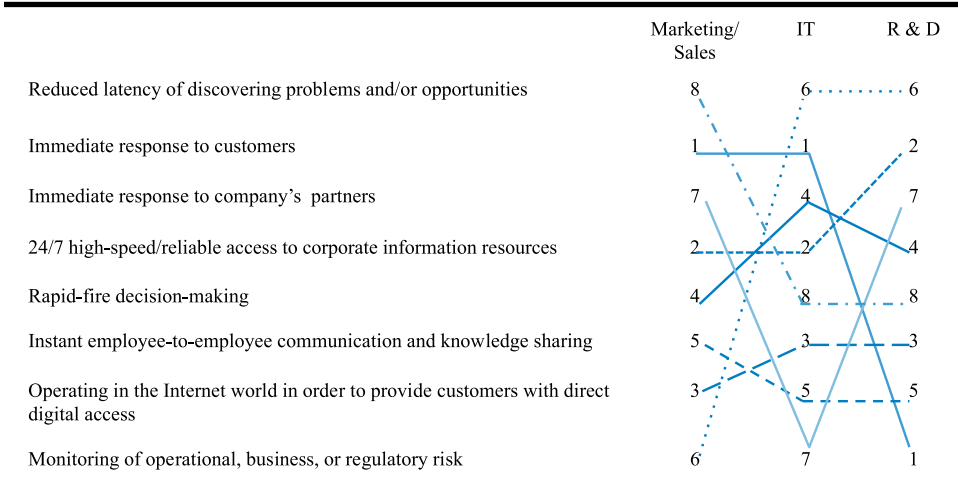 Marketing/ IT R & D
Sales
Reduced latency of discovering problems and/or opportunities 8 6 6
Immediate response to customers 1 1 2
Immediate response to company’s partners 7 4 7
24/7 high-speed/reliable access to corporate information resources 2 2 4
Rapid-fire decision-making 4 8 8
Instant employee-to-employee communication and knowledge sharing 5 3 3
Operating in the Internet world in order to provide customers with direct 3 5 5
digital access
Monitoring of operational, business, or regulatory risk 6 7 1